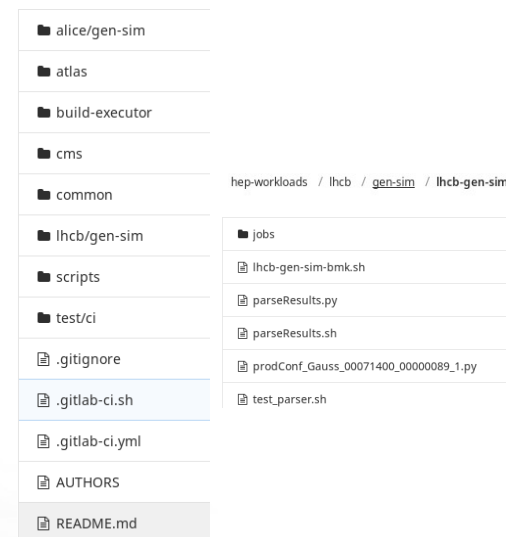 alice/gen-sim
atlas
build-executor
cms
common
lhcb/gen-sim
scripts
test/ci
.gitignore
.gitlab-ci.sh
.gitlab-ci.yml
AUTHORS
README.md
hep-workloads / lhcb / gen-sim / lhcb-gen-sim
jobs
lhcb-gen-sim-bmk.sh
parseResults.py
parseResults.sh
prodConf_Gauss_00071400_00000089_1.py
test_parser.sh